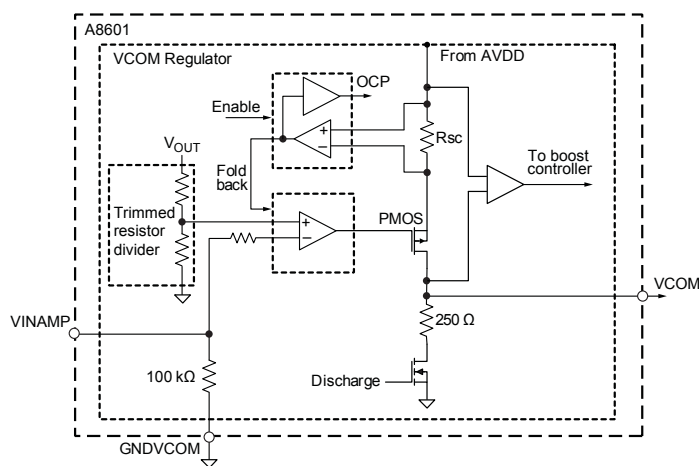 A8601
VCOM Regulator
From AVDD
OCP
Enable
+
−
Rsc
VOUT
Fold
back
To boost
controller
Trimmed
resistor
divider
+
−
PMOS
VCOM
VINAMP
250 Ω
100 kΩ
Discharge
GNDVCOM